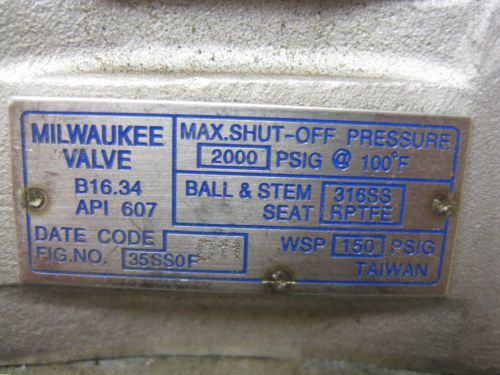 MILWAUKEE
VALVE
B16.34
API 607
MAX.SHUT-OFF PRESSURE
2000 PSIG @ 100°F
BALL & STEM 316SS
SEAT RPTFE
DATE CODE
FIG.NO. 35SS0F
WSP 150 PSIG
TAIWAN